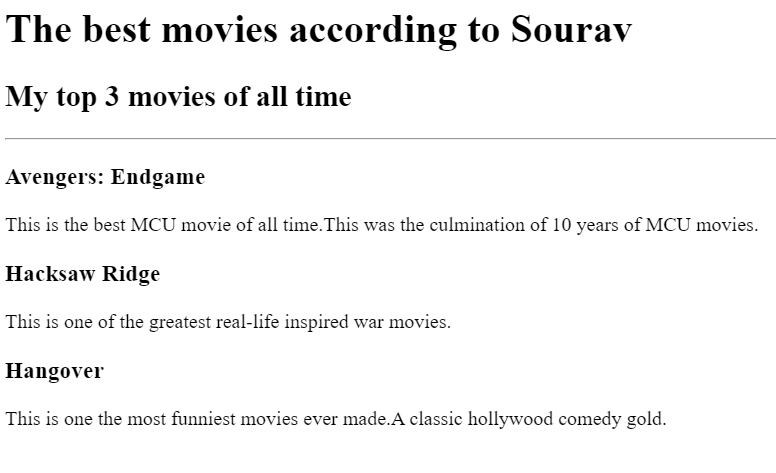 The best movies according to Sourav
My top 3 movies of all time
Avengers: Endgame
This is the best MCU movie of all time.This was the culmination of 10 years of MCU movies.
Hacksaw Ridge
This is one of the greatest real-life inspired war movies.
Hangover
This is one the most funniest movies ever made.A classic hollywood comedy gold.